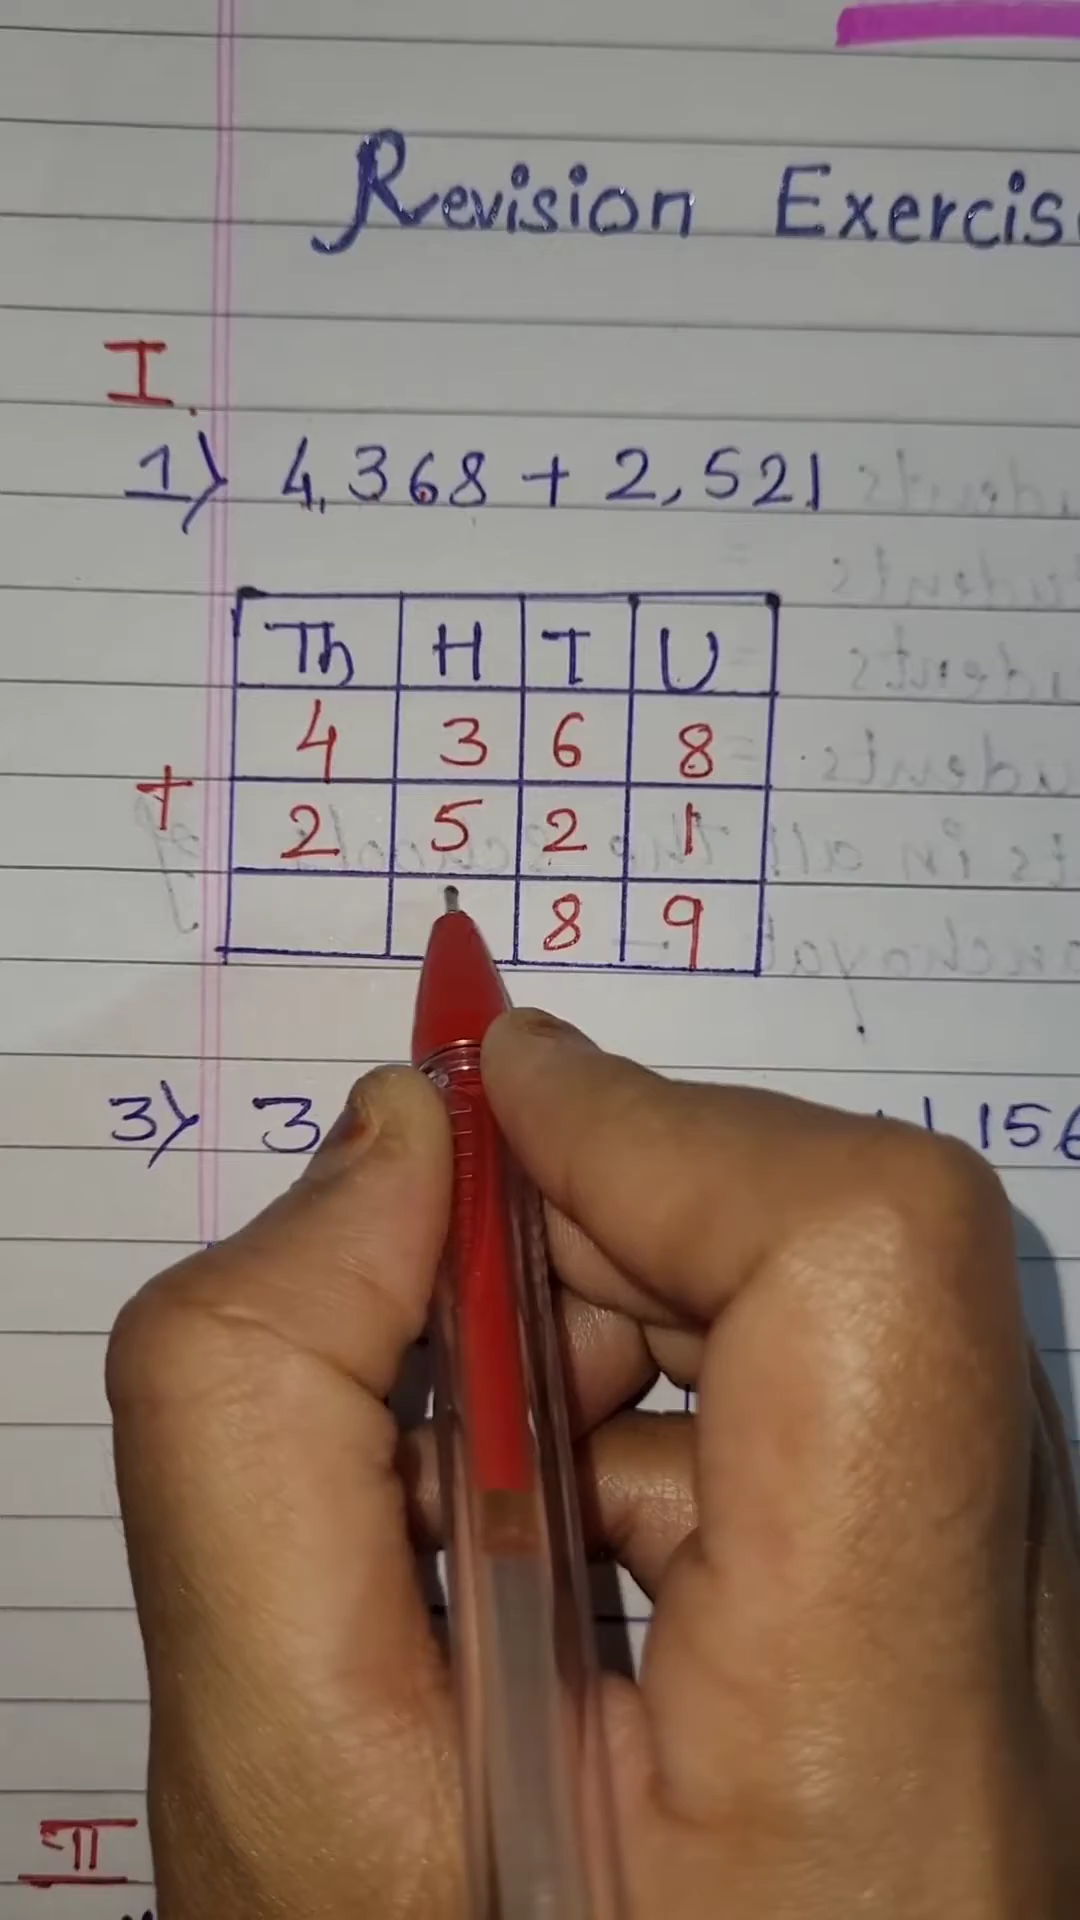 Revision Exercis
I.
1) 4,368 + 2,521
Th H T U
4 3 6 8
+ 2 5 2 1
8 9
3) 3 156
II